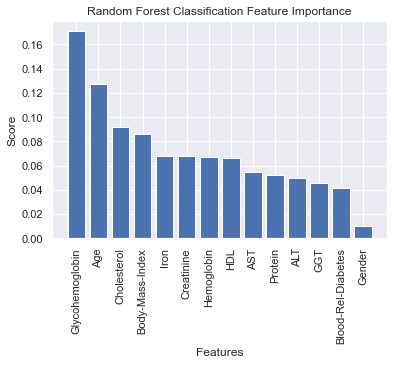 Random Forest Classification Feature Importance
0.16
0.14
0.12
0.10
0.08
0.06
0.04
0.02
0.00
Score
Glycohemoglobin
Age
Cholesterol
Body-Mass-Index
Iron
Creatinine
Hemoglobin
HDL
AST
Protein
ALT
GGT
Blood-Rel-Diabetes
Gender
Features